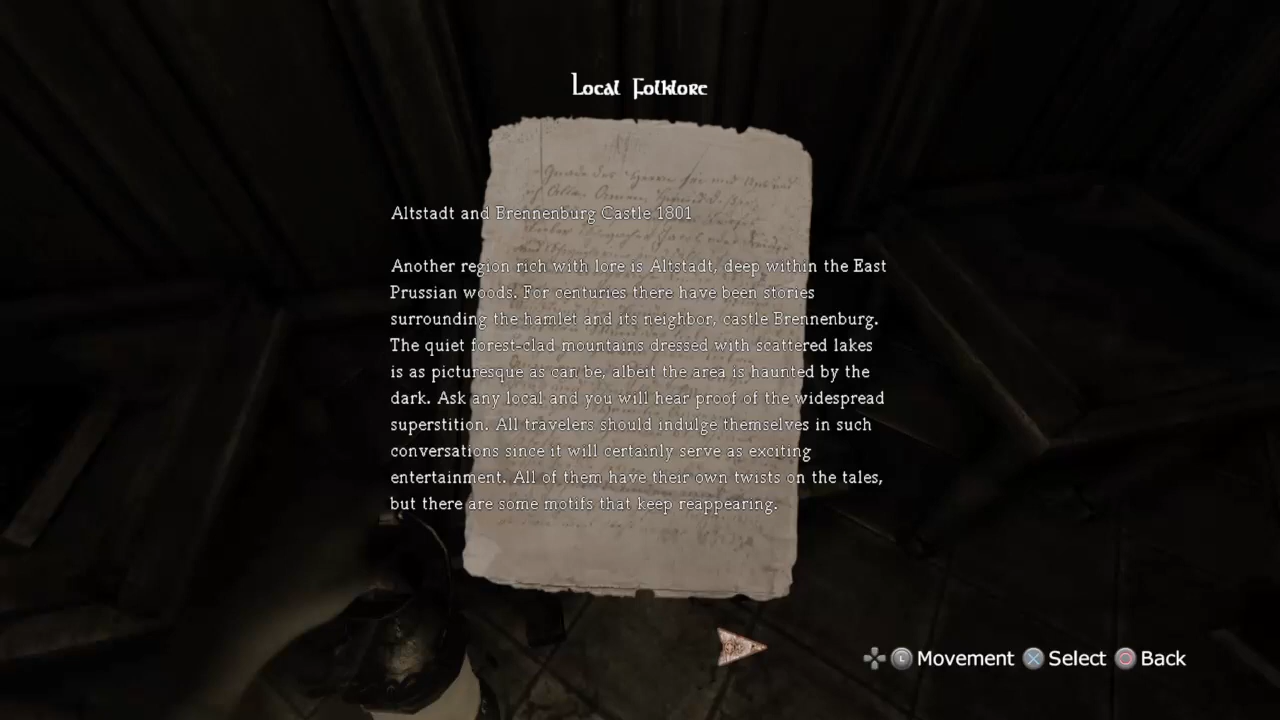 Local Folklore
Altstadt and Brennenburg Castle 1801
Another region rich with lore is Altstadt, deep within the East
Prussian woods. For centuries there have been stories
surrounding the hamlet and its neighbor, castle Brennenburg.
The quiet forest-clad mountains dressed with scattered lakes
is as picturesque as can be, albeit the area is haunted by the
dark. Ask any local and you will hear proof of the widespread
superstition. All travelers should indulge themselves in such
conversations since it will certainly serve as exciting
entertainment. All of them have their own twists on the tales,
but there are some motifs that keep reappearing.
L Movement Select Back